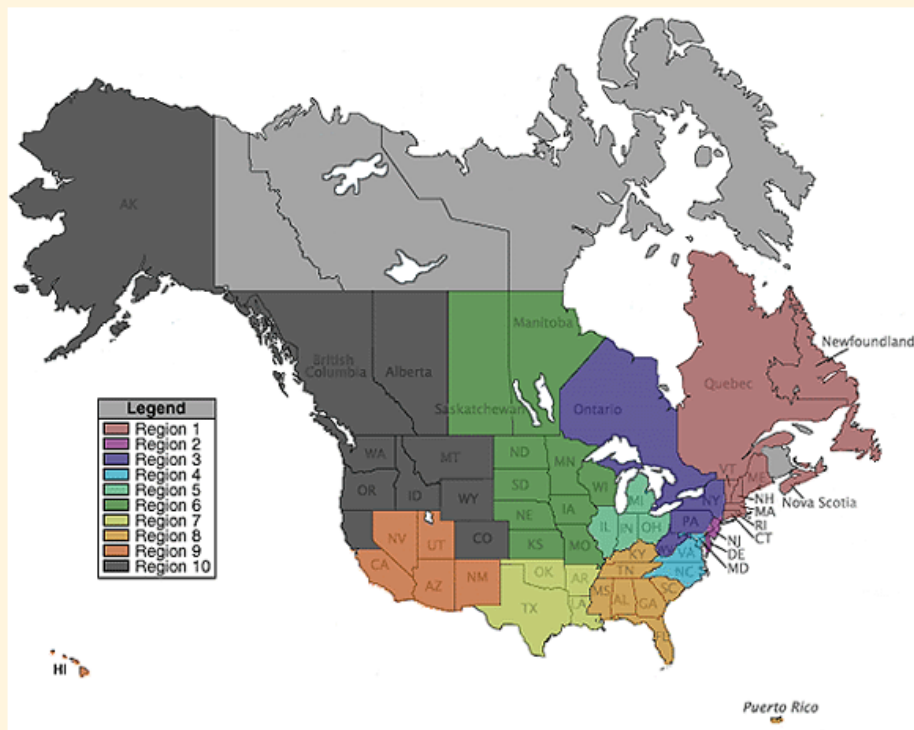 AK
British
Columbia
Alberta
Saskatchewan
Manitoba
Ontario
Quebec
Newfoundland
Nova Scotia
Legend
Region 1
Region 2
Region 3
Region 4
Region 5
Region 6
Region 7
Region 8
Region 9
Region 10
WA
MT
ND
MN
OR
ID
WY
SD
WI
MI
NE
IA
NV
UT
CO
KS
MO
IL
IN
OH
PA
NY
VT
ME
NH
MA
RI
CT
NJ
DE
MD
WV
VA
KY
NC
TN
SC
CA
AZ
NM
OK
AR
TX
LA
MS
AL
GA
FL
HI
Puerto Rico